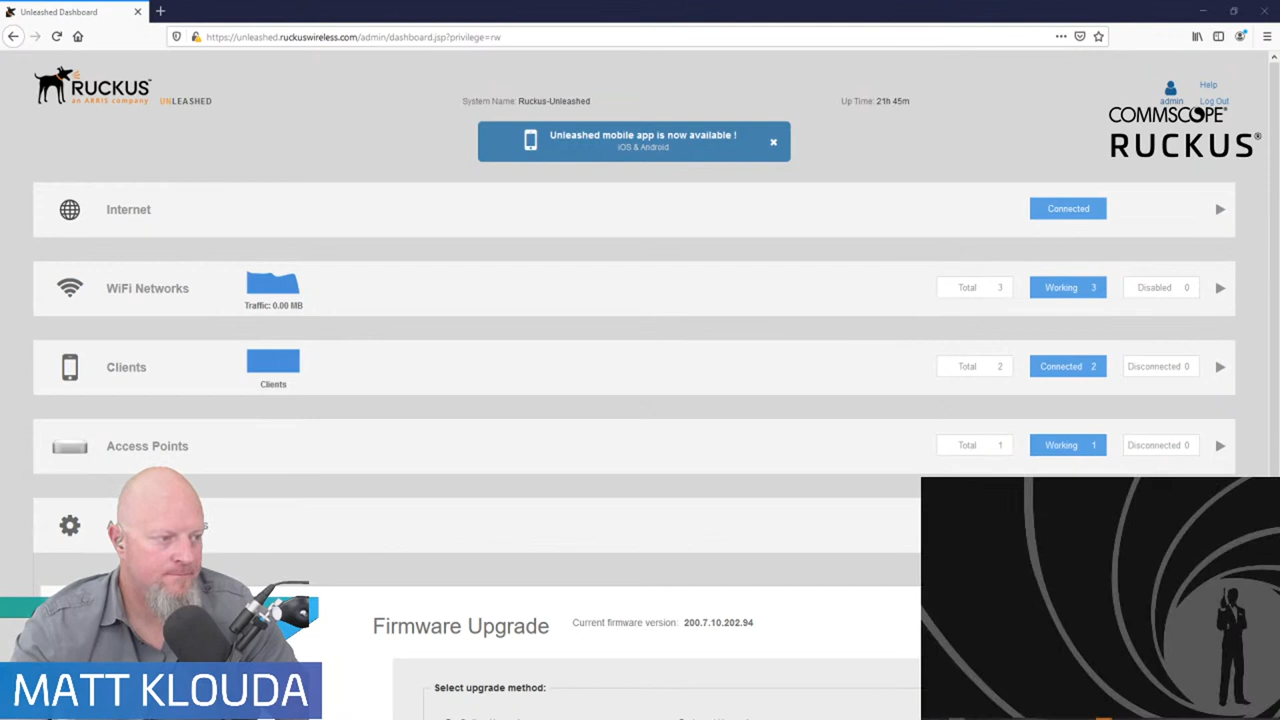 Unleashed Dashboard
https://unleashed.ruckuswireless.com/admin/dashboard.jsp?privilege=rw
RUCKUS
an ARRIS company
UNLEASHED
System Name: Ruckus-Unleashed
Up Time: 21h 45m
admin
Help
Log Out
COMMSCOPE®
RUCKUS®
Unleashed mobile app is now available !
iOS & Android
Internet
Connected
WiFi Networks
Traffic: 0.00 MB
Total 3
Working 3
Disabled 0
Clients
Clients
Total 2
Connected 2
Disconnected 0
Access Points
Total 1
Working 1
Disconnected 0
Firmware Upgrade
Current firmware version: 200.7.10.202.94
Select upgrade method:
MATT KLOUDA